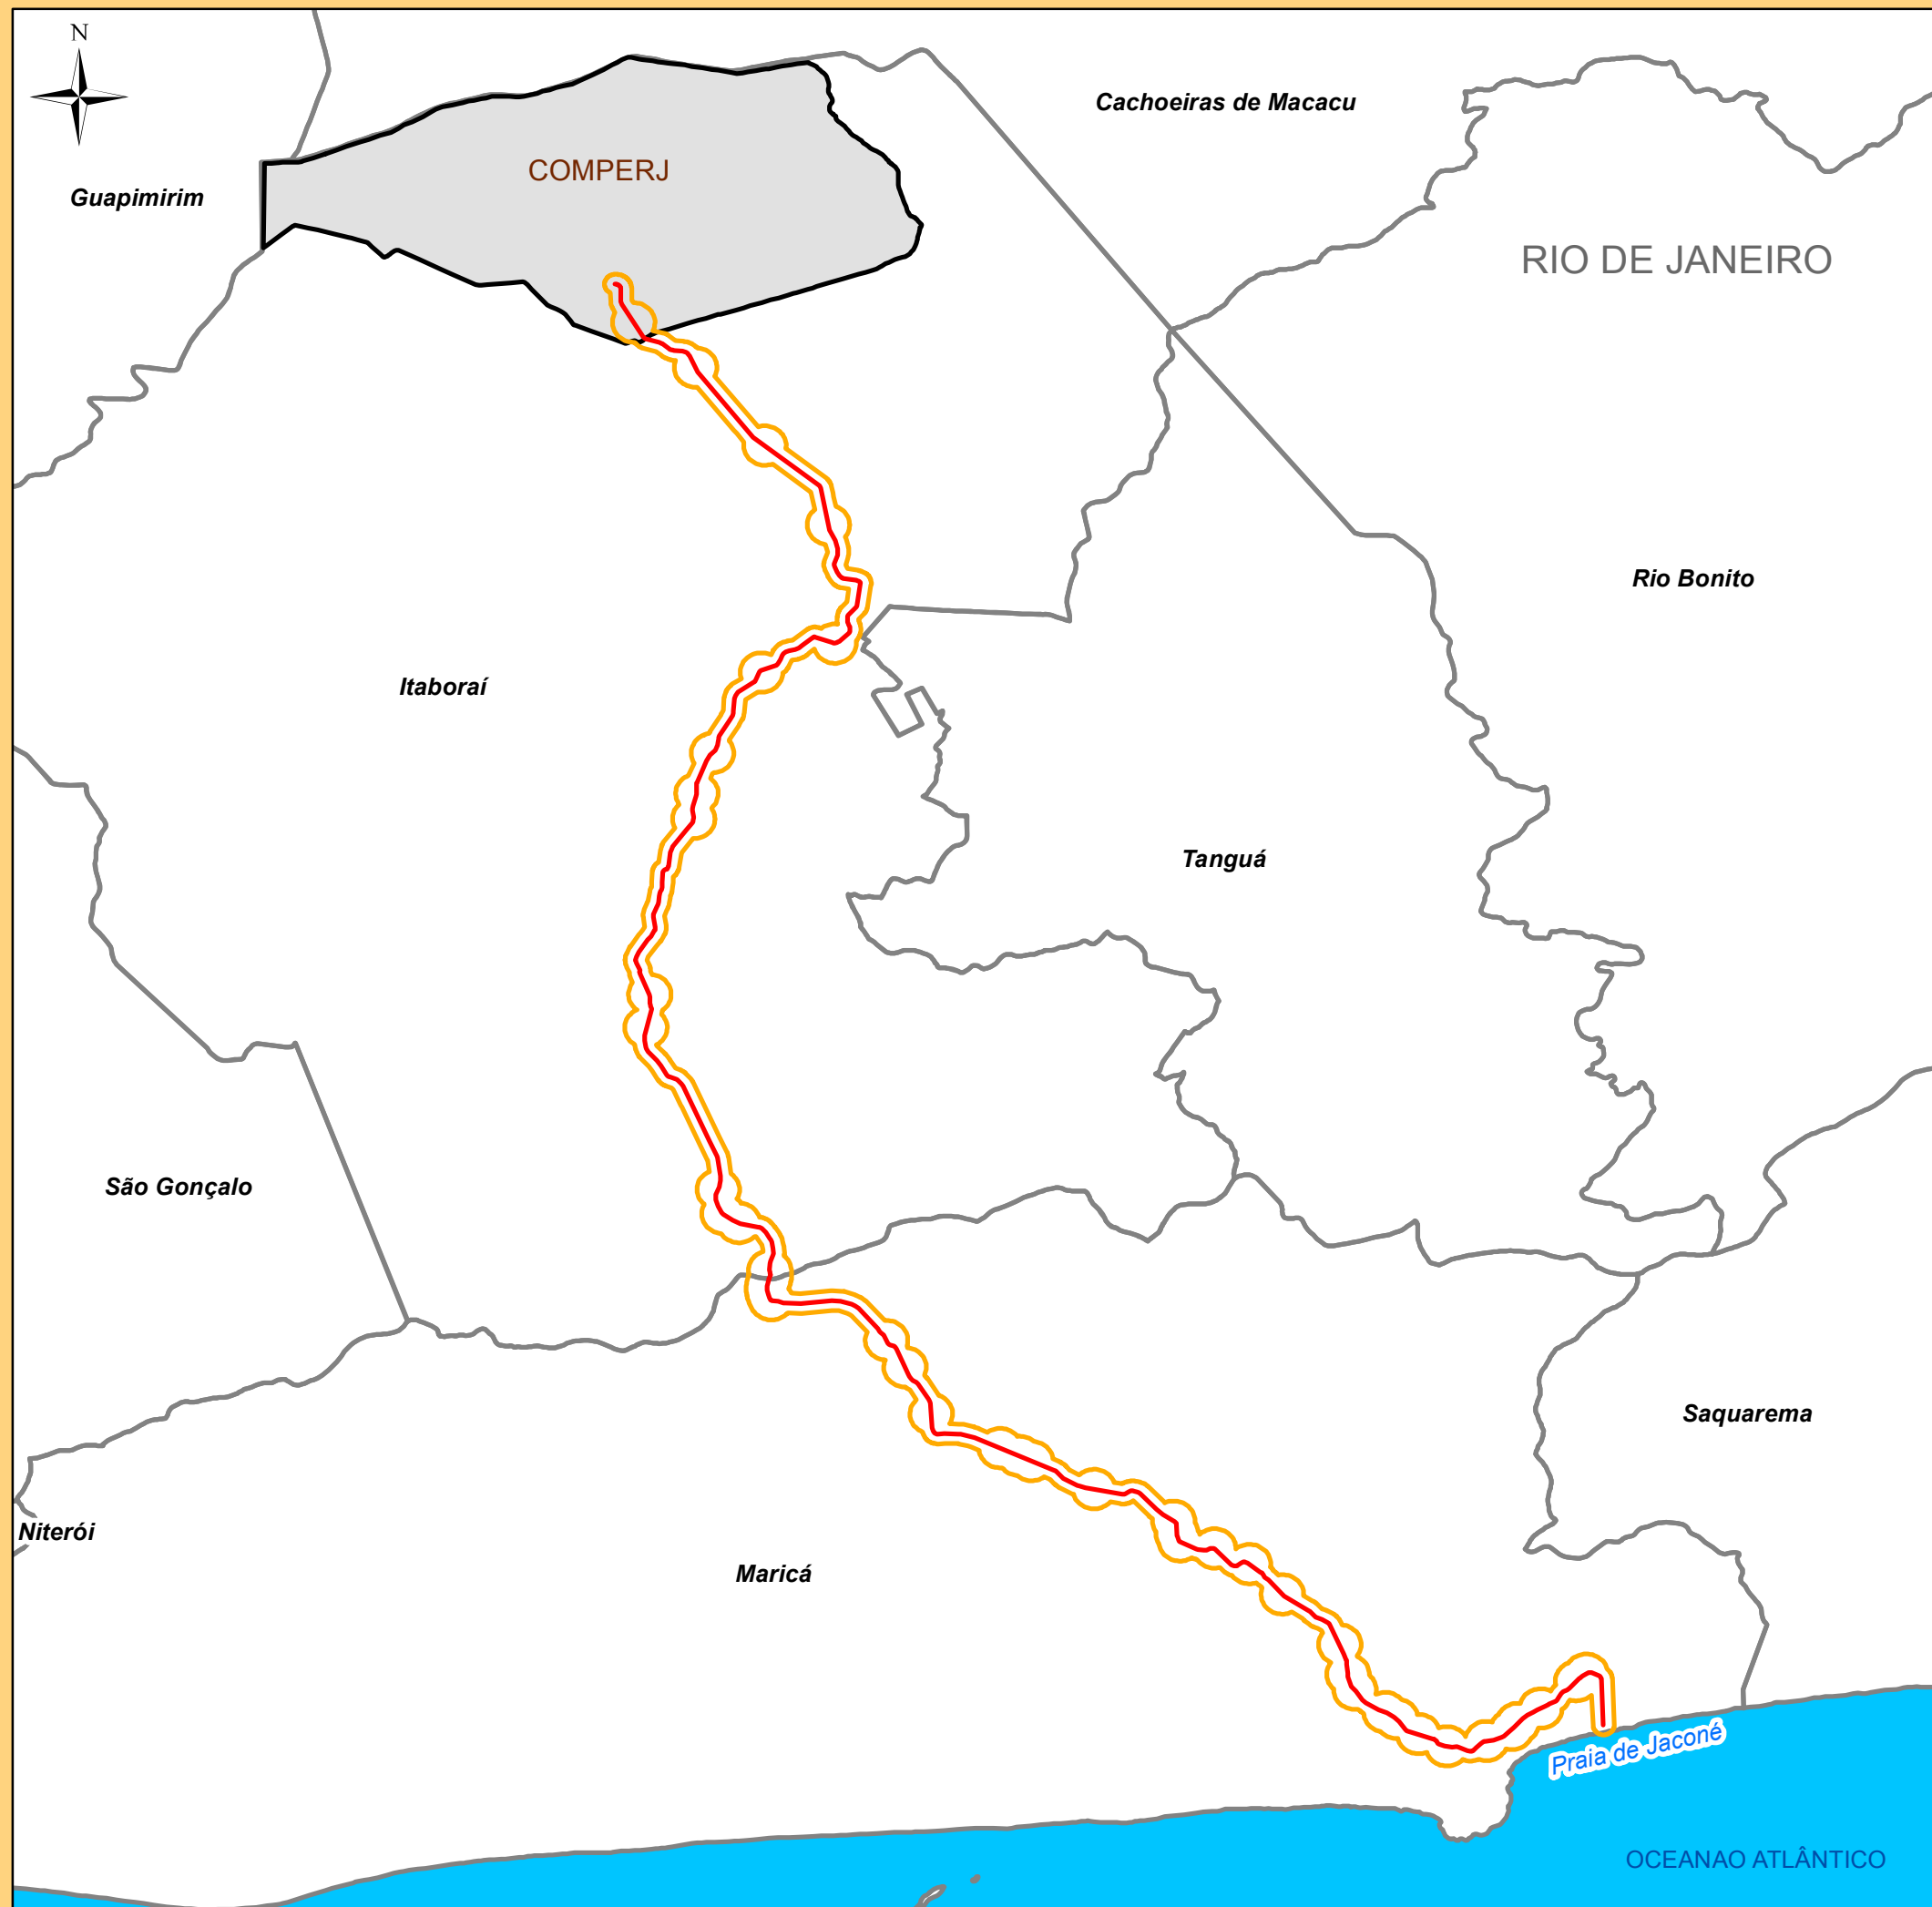 N
Cachoeiras de Macacu
COMPERJ
Guapimirim
RIO DE JANEIRO
Rio Bonito
Itaboraí
Tanguá
São Gonçalo
Saquarema
Niterói
Maricá
Praia de Jaconé
OCEANAO ATLÂNTICO